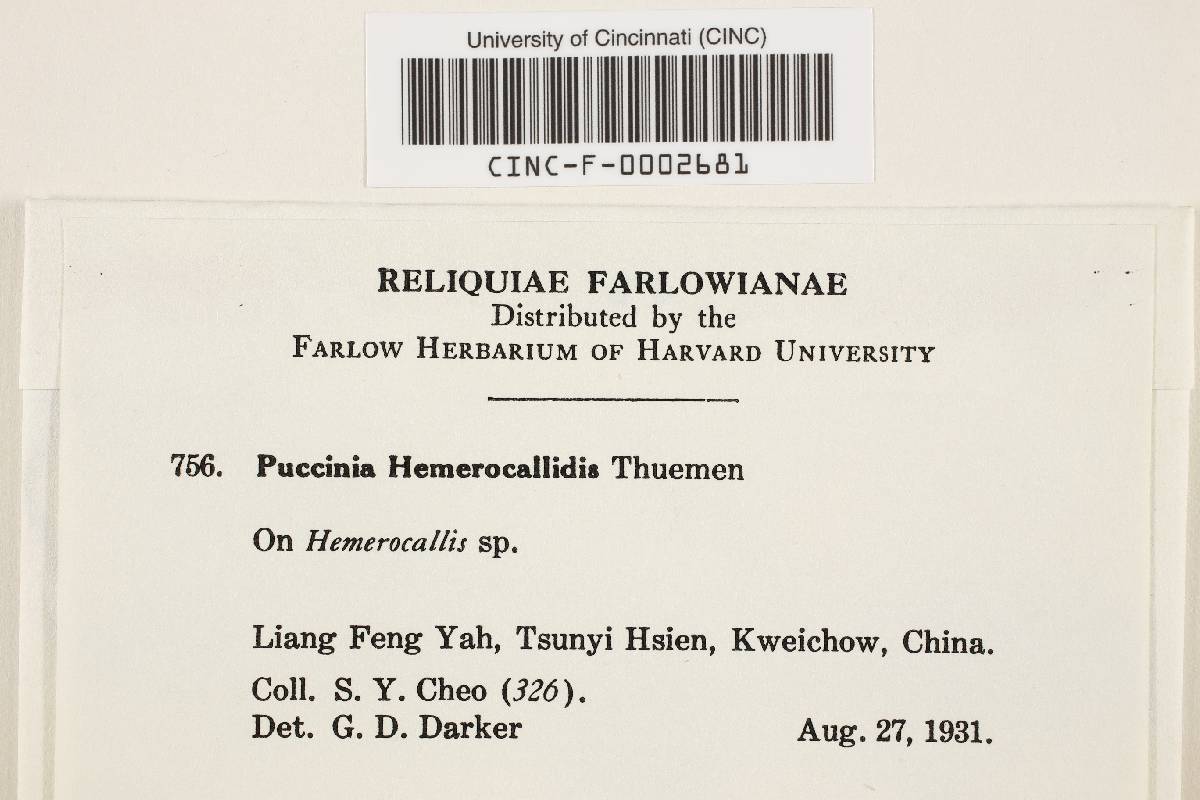 University of Cincinnati (CINC)
CINC-F-0002681
RELIQUIAE FARLOWIANAE
Distributed by the
FARLOW HERBARIUM OF HARVARD UNIVERSITY
756. Puccinia Hemerocallidis Thuemen
On Hemerocallis sp.
Liang Feng Yah, Tsunyi Hsien, Kweichow, China.
Coll. S. Y. Cheo (326).
Det. G. D. Darker Aug. 27, 1931.